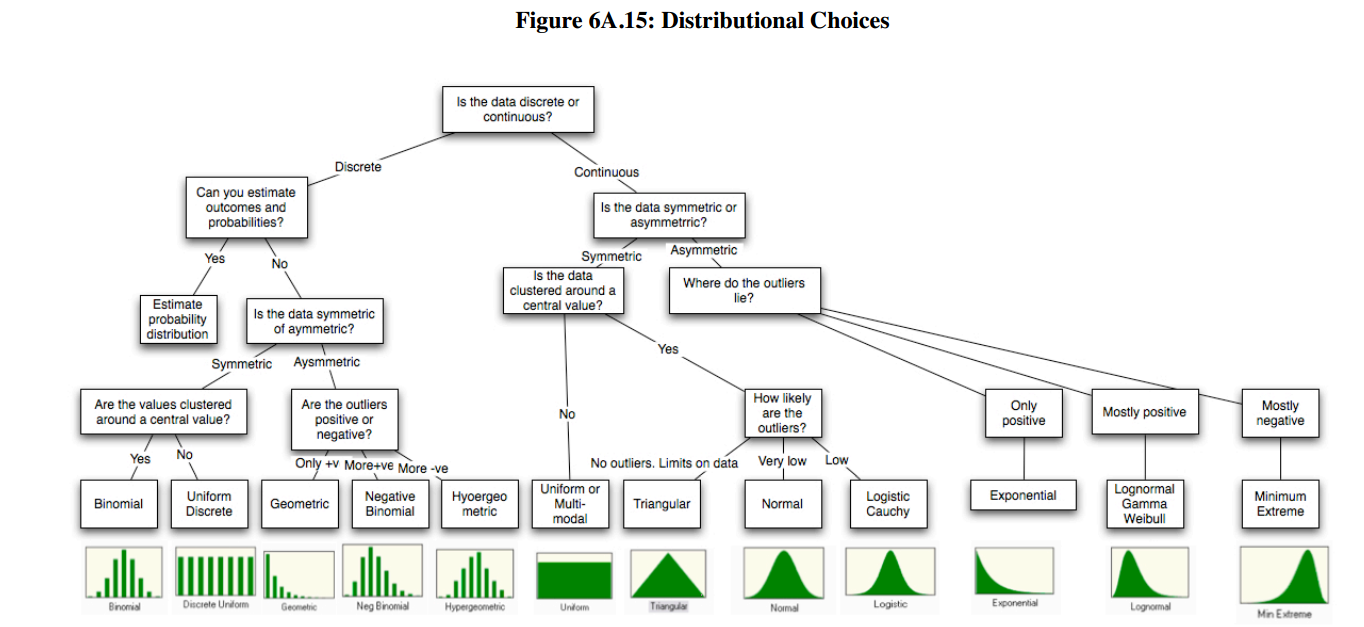 Figure 6A.15: Distributional Choices
Is the data discrete or
continuous?
Discrete
Continuous
Can you estimate
outcomes and
probabilities?
Is the data symmetric or
asymmetrric?
Yes
No
Symmetric
Asymmetric
Is the data
clustered around a
central value?
Where do the outliers
lie?
Estimate
probability
distribution
Is the data symmetric
of aymmetric?
Symmetric
Aysmmetric
Yes
No
Are the values clustered
around a central value?
Are the outliers
positive or
negative?
How likely
are the
outliers?
Only
positive
Mostly positive
Mostly
negative
Yes
No
Only +v
More+ve
More -ve
No outliers. Limits on data
Very low
Low
Binomial
Uniform
Discrete
Geometric
Negative
Binomial
Hyoergeo
metric
Uniform or
Multi-
modal
Triangular
Normal
Logistic
Cauchy
Exponential
Lognormal
Gamma
Weibull
Minimum
Extreme
Binomial
Discrete Uniform
Geometric
Neg Binomial
Hypergeometric
Uniform
Triangular
Normal
Logistic
Exponential
Lognormal
Min Extreme